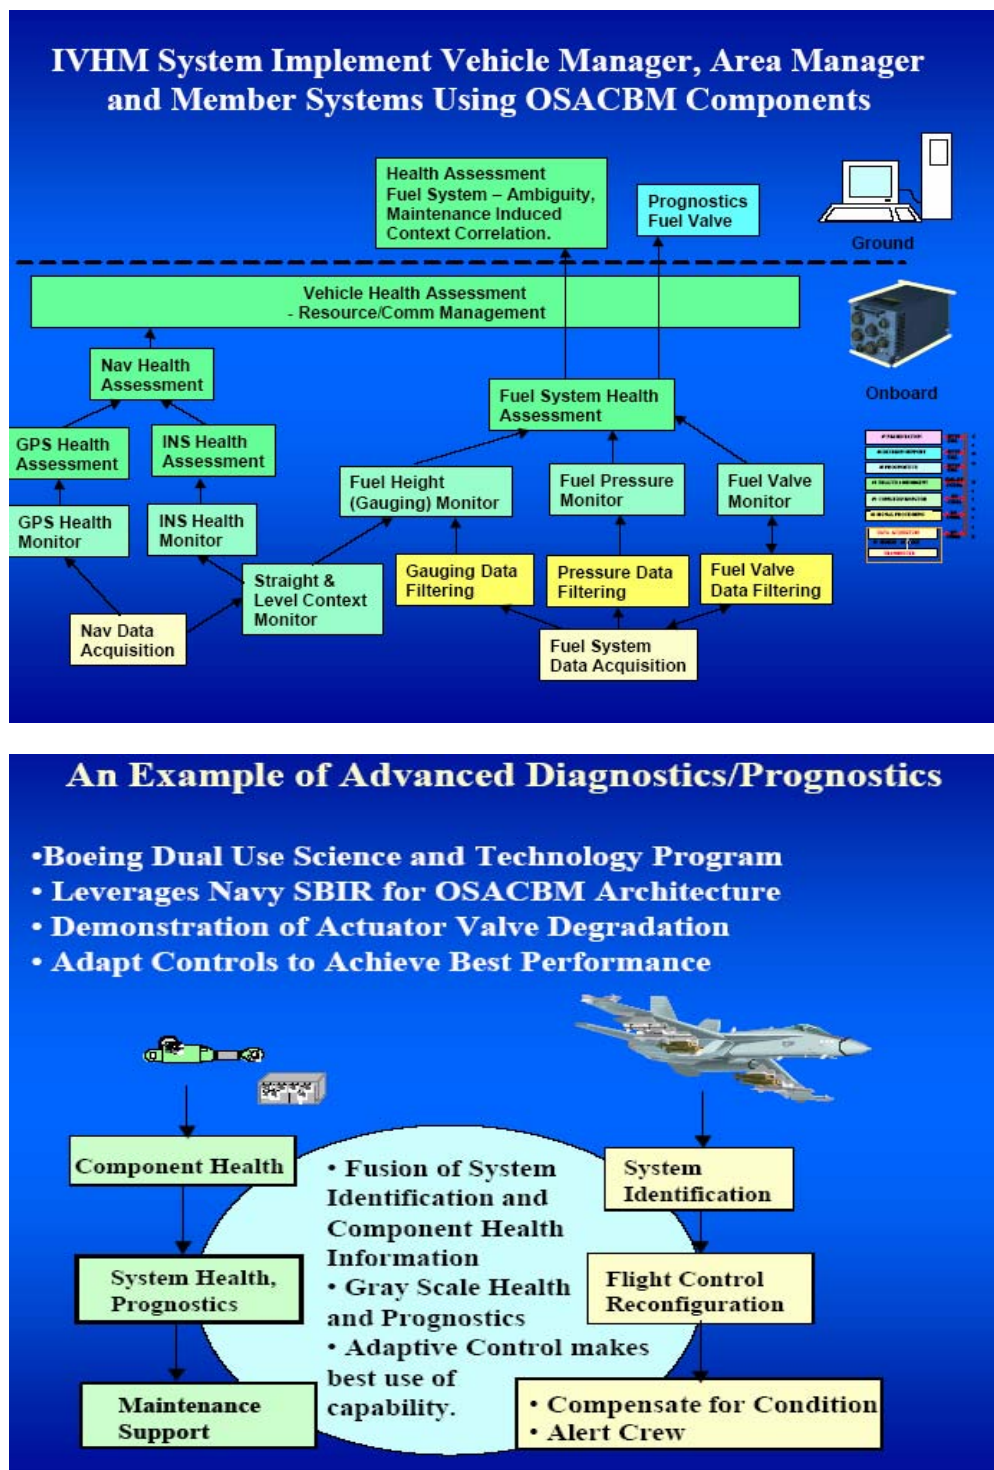 IVHM System Implement Vehicle Manager, Area Manager
and Member Systems Using OSACBM Components
Health Assessment
Fuel System – Ambiguity,
Maintenance Induced
Context Correlation.
Prognostics
Fuel Valve
Ground
Vehicle Health Assessment
- Resource/Comm Management
Onboard
Nav Health
Assessment
Fuel System Health
Assessment
GPS Health
Assessment
INS Health
Assessment
Fuel Height
(Gauging) Monitor
Fuel Pressure
Monitor
Fuel Valve
Monitor
GPS Health
Monitor
INS Health
Monitor
Straight &
Level Context
Monitor
Gauging Data
Filtering
Pressure Data
Filtering
Fuel Valve
Data Filtering
Nav Data
Acquisition
Fuel System
Data Acquisition
An Example of Advanced Diagnostics/Prognostics
•Boeing Dual Use Science and Technology Program
• Leverages Navy SBIR for OSACBM Architecture
• Demonstration of Actuator Valve Degradation
• Adapt Controls to Achieve Best Performance
Component Health
System Health,
Prognostics
Maintenance
Support
• Fusion of System
Identification and
Component Health
Information
• Gray Scale Health
and Prognostics
• Adaptive Control makes
best use of
capability.
System
Identification
Flight Control
Reconfiguration
• Compensate for Condition
• Alert Crew